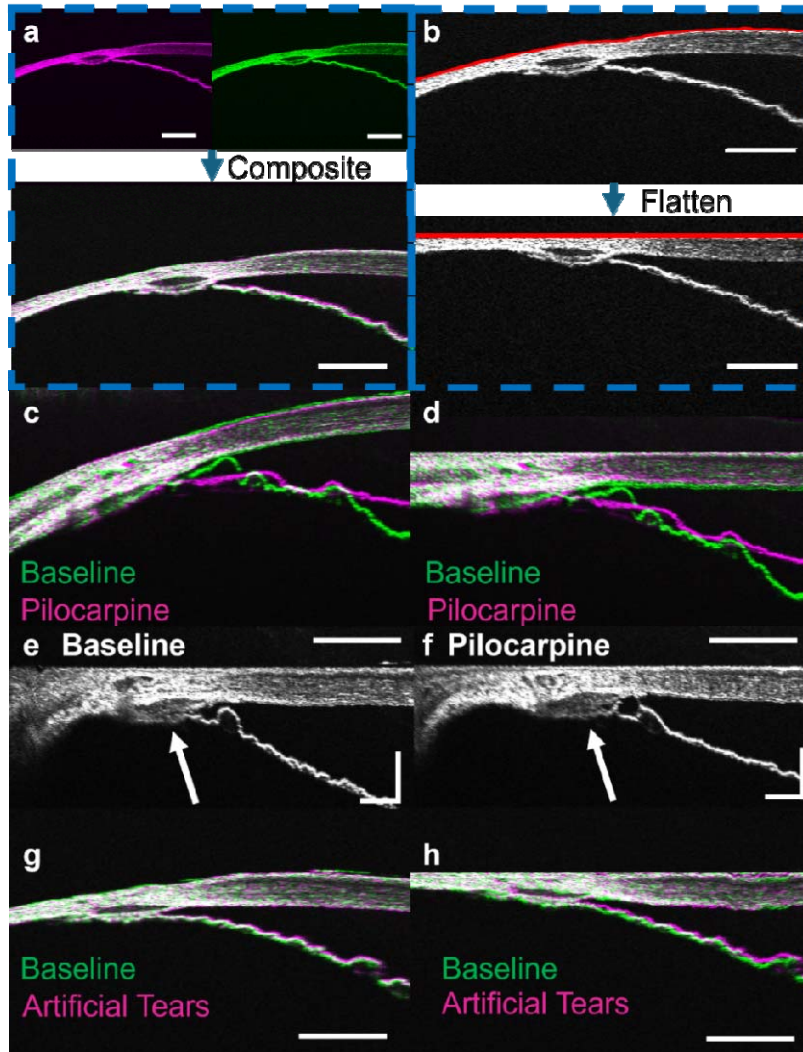 a
b
Composite
Flatten
c
d
Baseline
Pilocarpine
Baseline
Pilocarpine
e Baseline
f Pilocarpine
g
h
Baseline
Artificial Tears
Baseline
Artificial Tears